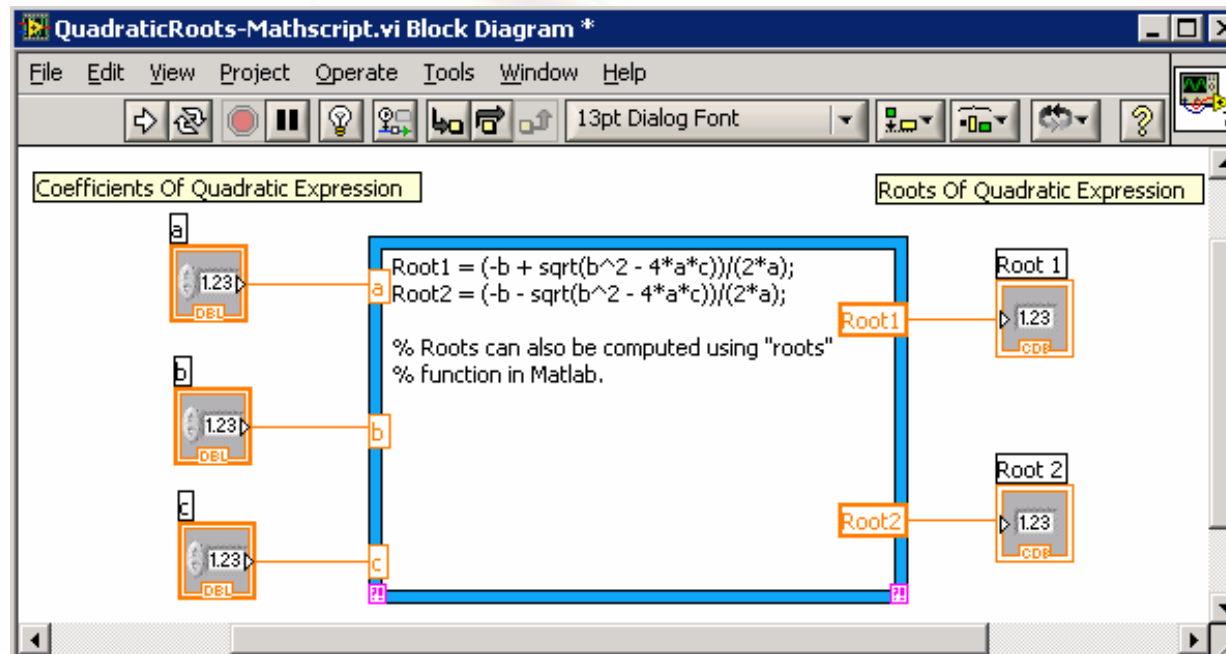 QuadraticRoots-Mathscript.vi Block Diagram *
File Edit View Project Operate Tools Window Help
13pt Dialog Font
Coefficients Of Quadratic Expression
Roots Of Quadratic Expression
a
1.23
DBL
a
Root1 = (-b + sqrt(b^2 - 4*a*c))/(2*a);
Root2 = (-b - sqrt(b^2 - 4*a*c))/(2*a);
% Roots can also be computed using "roots"
% function in Matlab.
Root1
Root 1
1.23
CDB
b
1.23
DBL
b
Root 2
1.23
CDB
Root2
c
1.23
DBL
c
?!
?!